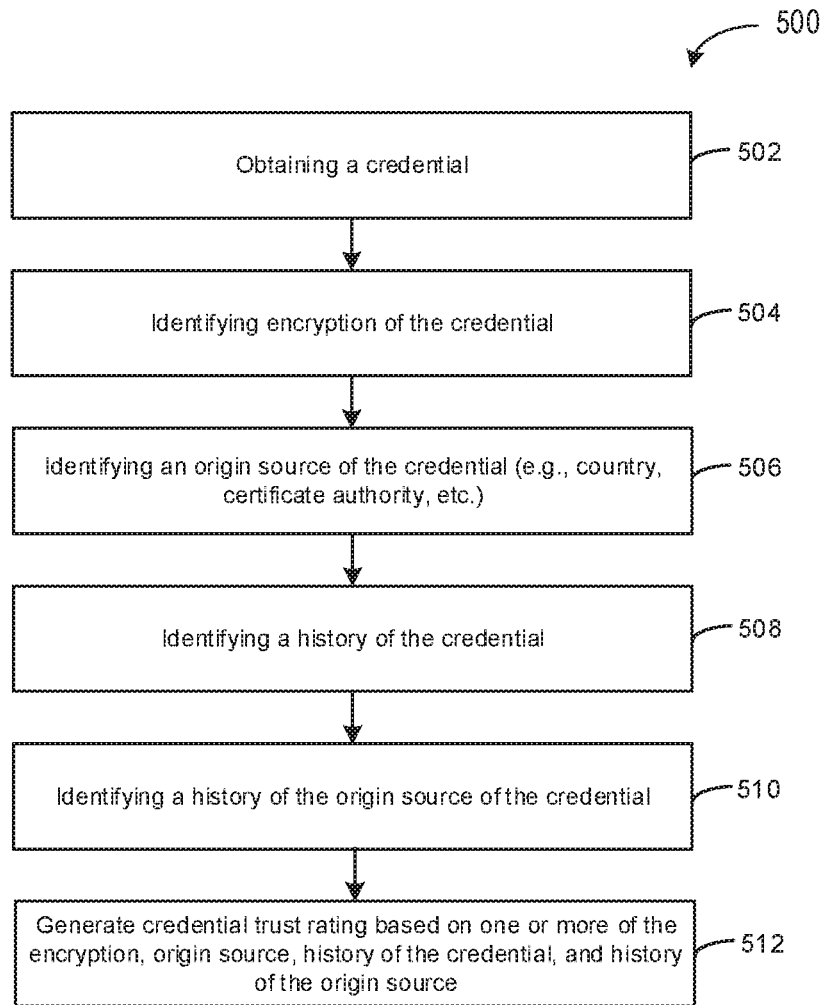 500
Obtaining a credential
502
Identifying encryption of the credential
504
Identifying an origin source of the credential (e.g., country,
certificate authority, etc.)
506
Identifying a history of the credential
508
Identifying a history of the origin source of the credential
510
Generate credential trust rating based on one or more of the
encryption, origin source, history of the credential, and history
of the origin source
512